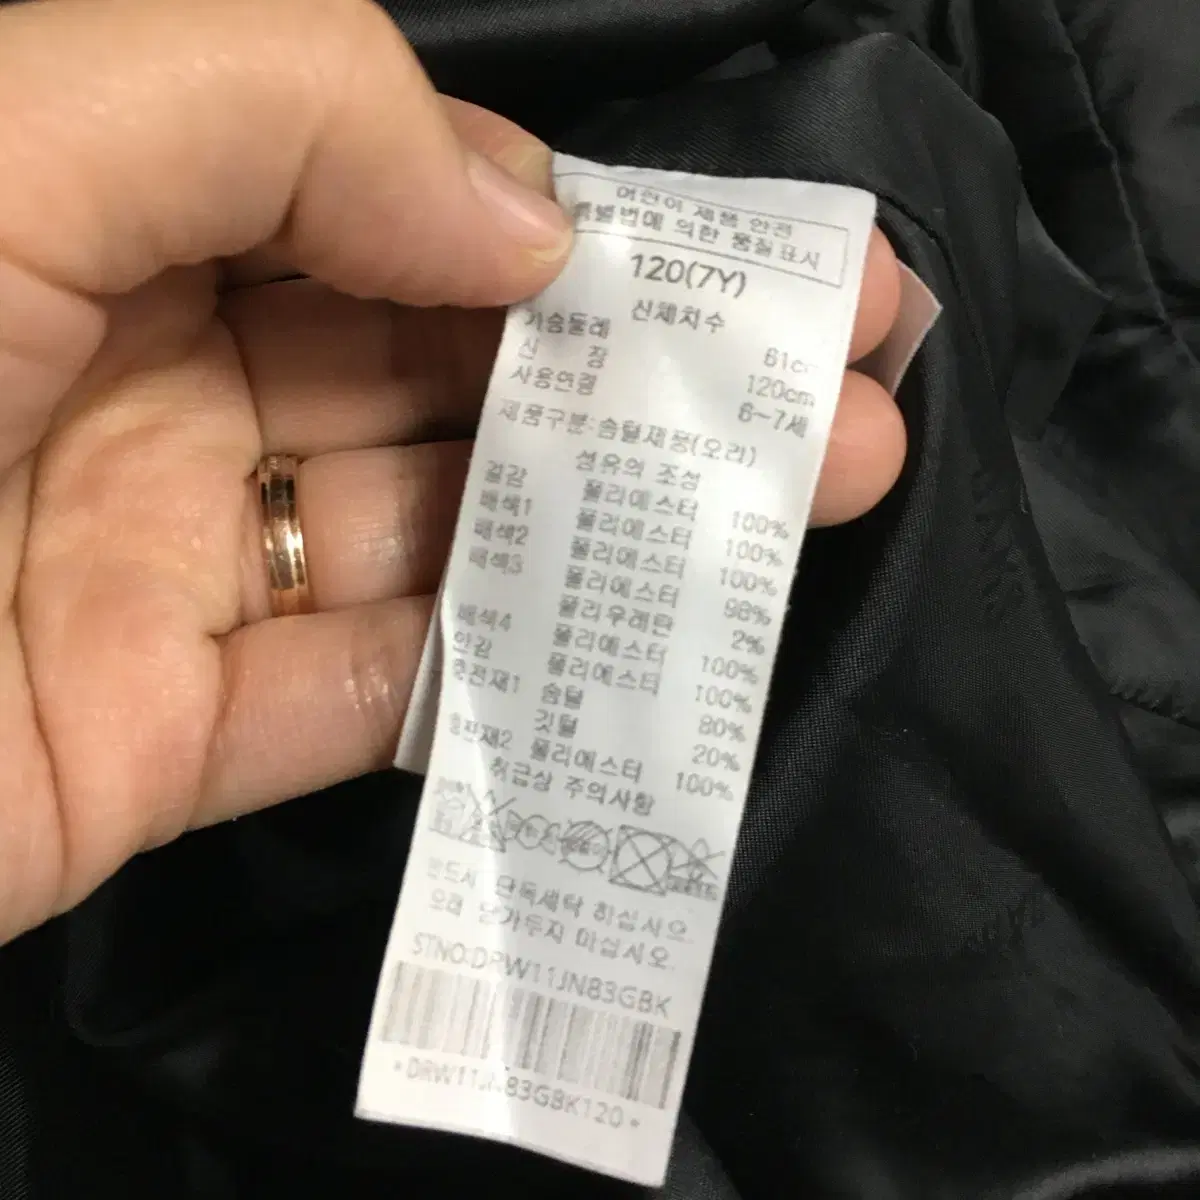 어린이 제품 안전
특별법에 의한 품질표시
120(7Y)
신체치수
가슴둘레 61cm
신 장 120cm
사용연령 6~7세
제품구분:솜털제품(오리)
섬유의 조성
겉감 폴리에스터 100%
배색1 폴리에스터 100%
배색2 폴리에스터 100%
배색3 폴리에스터 98%
폴리우레탄 2%
배색4 폴리에스터 100%
안감 폴리에스터 100%
충전재1 솜털 80%
깃털 20%
충전재2 폴리에스터 100%
취급상 주의사항
반드시 단독세탁 하십시오.
오래 담가두지 마십시오.
STNO:DRW11JN83GBK
*DRW11JN83GBK120*